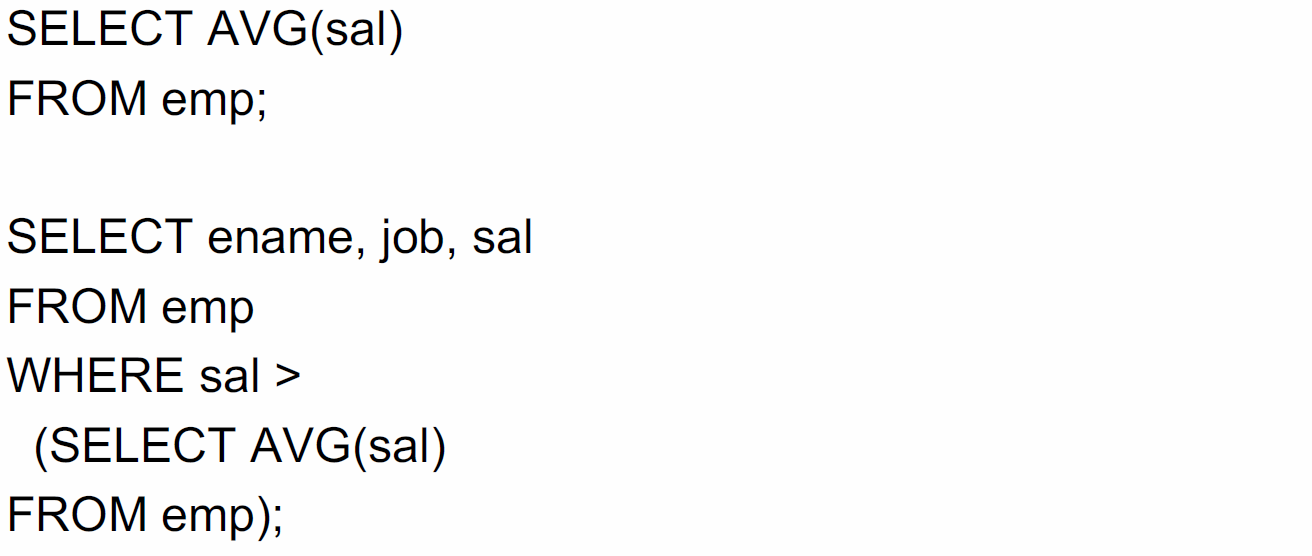 SELECT AVG(sal)
FROM emp;
SELECT ename, job, sal
FROM emp
WHERE sal >
(SELECT AVG(sal)
FROM emp);